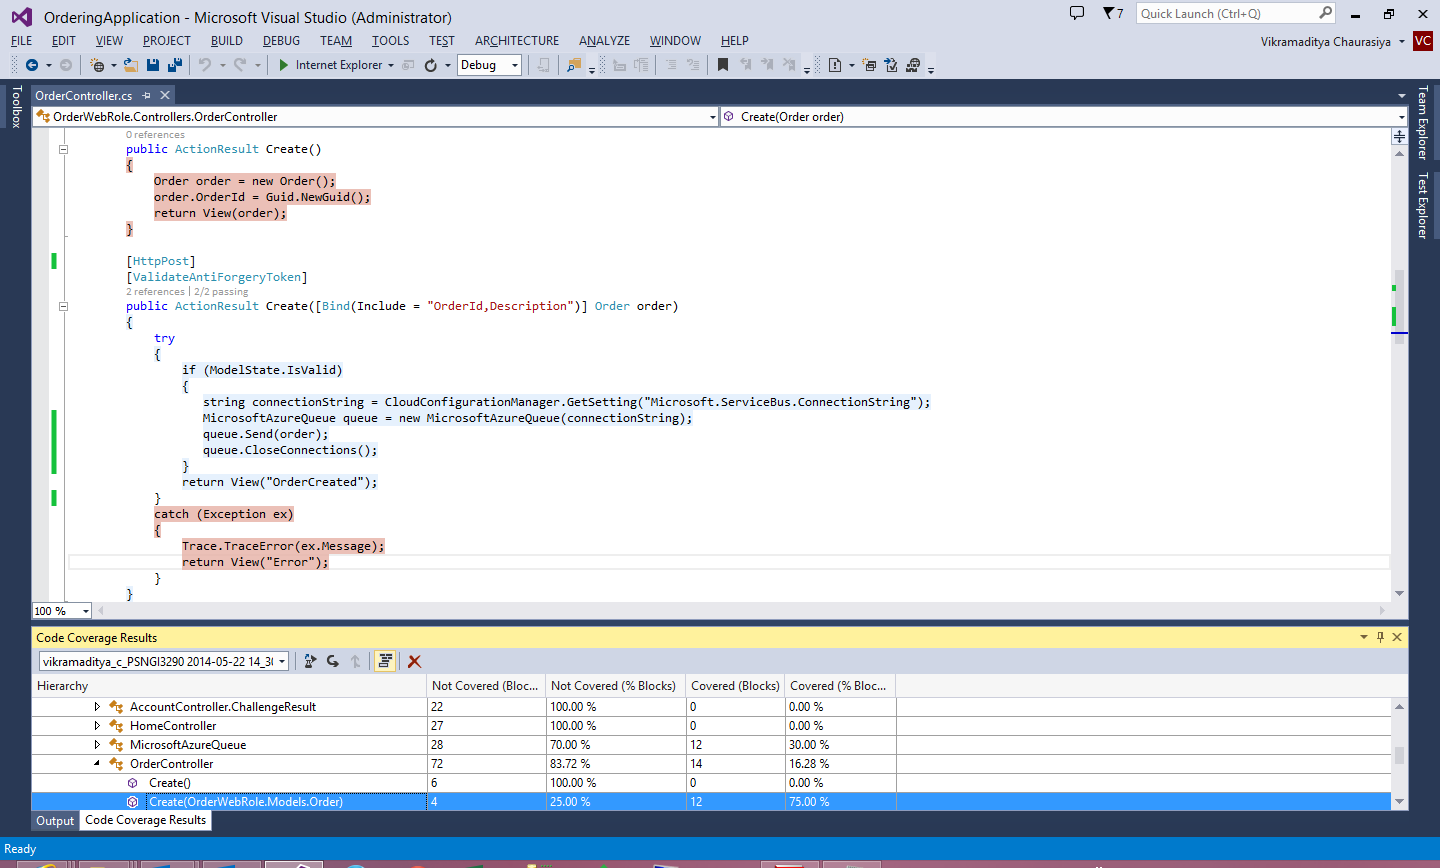 OrderingApplication - Microsoft Visual Studio (Administrator)
7
Quick Launch (Ctrl+Q)
FILE EDIT VIEW PROJECT BUILD DEBUG TEAM TOOLS TEST ARCHITECTURE ANALYZE WINDOW HELP
Vikramaditya Chaurasiya VC
Internet Explorer Debug
Toolbox
Team Explorer
Test Explorer
OrderController.cs
OrderWebRole.Controllers.OrderController
Create(Order order)
0 references
public ActionResult Create()
{
Order order = new Order();
order.OrderId = Guid.NewGuid();
return View(order);
}
[HttpPost]
[ValidateAntiForgeryToken]
2 references | 2/2 passing
public ActionResult Create([Bind(Include = "OrderId,Description")] Order order)
{
try
{
if (ModelState.IsValid)
{
string connectionString = CloudConfigurationManager.GetSetting("Microsoft.ServiceBus.ConnectionString");
MicrosoftAzureQueue queue = new MicrosoftAzureQueue(connectionString);
queue.Send(order);
queue.CloseConnections();
}
return View("OrderCreated");
}
catch (Exception ex)
{
Trace.TraceError(ex.Message);
return View("Error");
}
}
100 %
Code Coverage Results
vikramaditya_c_PSNGI3290 2014-05-22 14_3
Hierarchy Not Covered (Bloc... Not Covered (% Blocks) Covered (Blocks) Covered (% Bloc...
AccountController.ChallengeResult 22 100.00 % 0 0.00 %
HomeController 27 100.00 % 0 0.00 %
MicrosoftAzureQueue 28 70.00 % 12 30.00 %
OrderController 72 83.72 % 14 16.28 %
Create() 6 100.00 % 0 0.00 %
Create(OrderWebRole.Models.Order) 4 25.00 % 12 75.00 %
Output Code Coverage Results
Ready